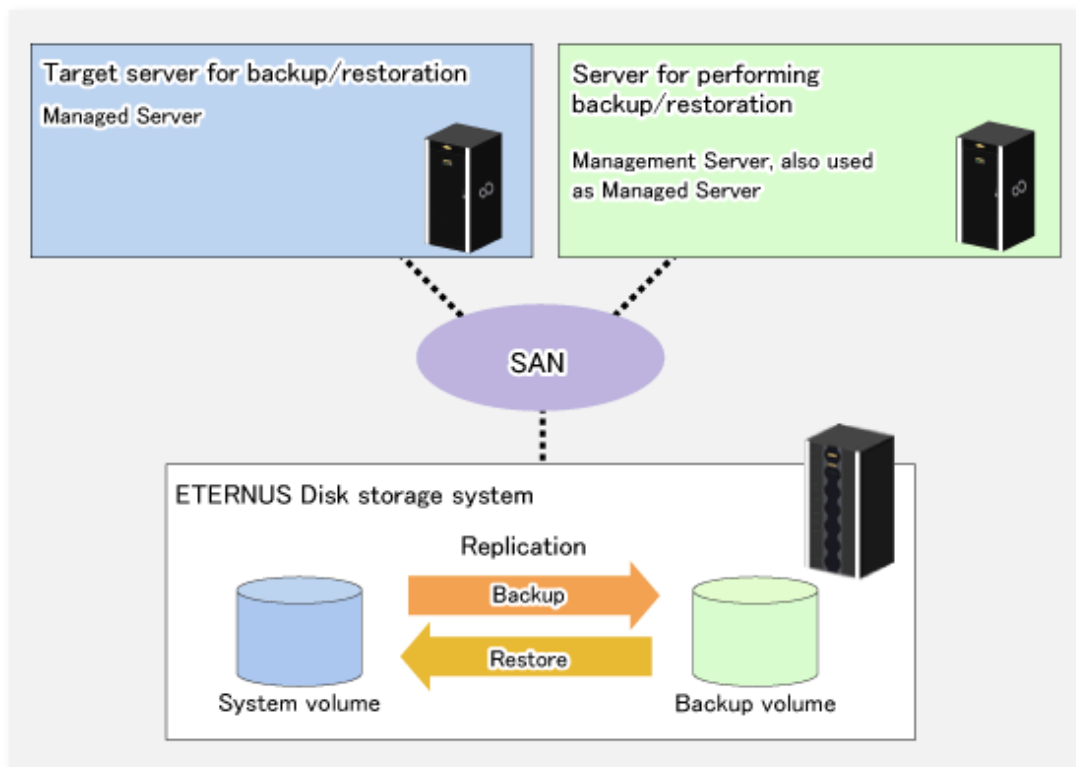 Target server for backup/restoration
Managed Server
Server for performing
backup/restoration
Management Server, also used
as Managed Server
SAN
ETERNUS Disk storage system
Replication
Backup
Restore
System volume
Backup volume